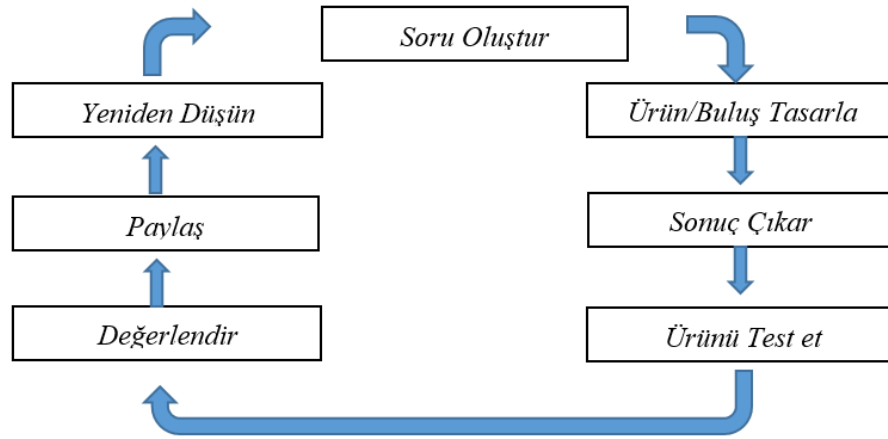 Soru Oluştur
Yeniden Düşün
Ürün/Buluş Tasarla
Paylaş
Sonuç Çıkar
Değerlendir
Ürünü Test et